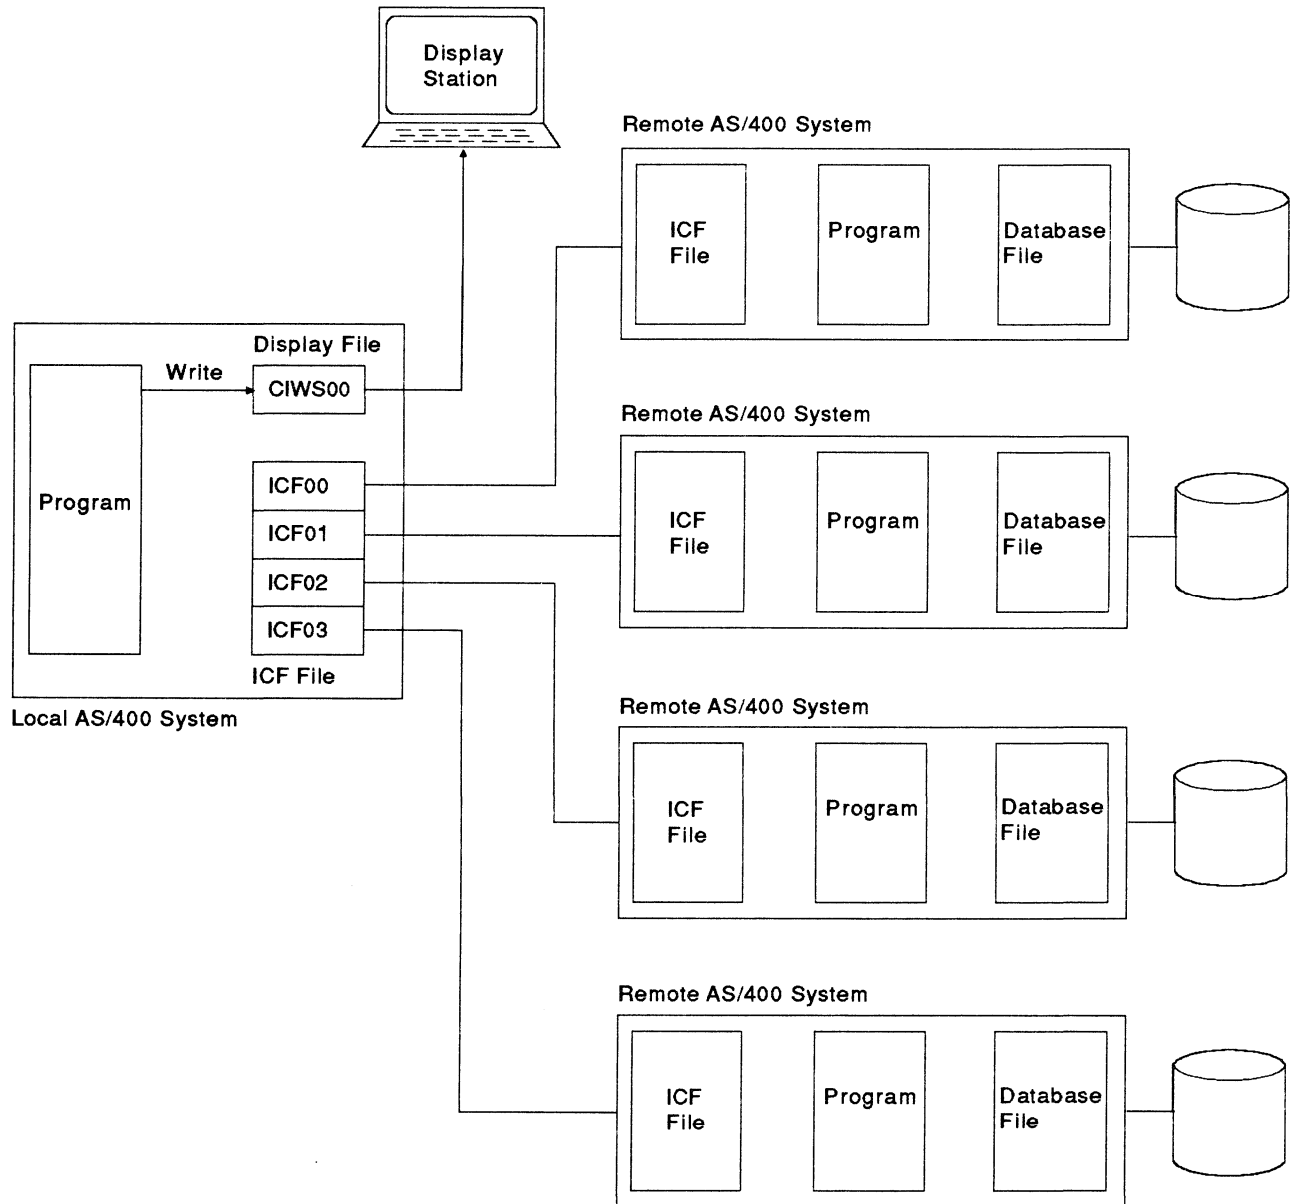 Display
Station
Remote AS/400 System
ICF
File
Program
Database
File
Display File
Write
CIWS00
Program
ICF00
ICF01
ICF02
ICF03
ICF File
Local AS/400 System
Remote AS/400 System
ICF
File
Program
Database
File
Remote AS/400 System
ICF
File
Program
Database
File
Remote AS/400 System
ICF
File
Program
Database
File